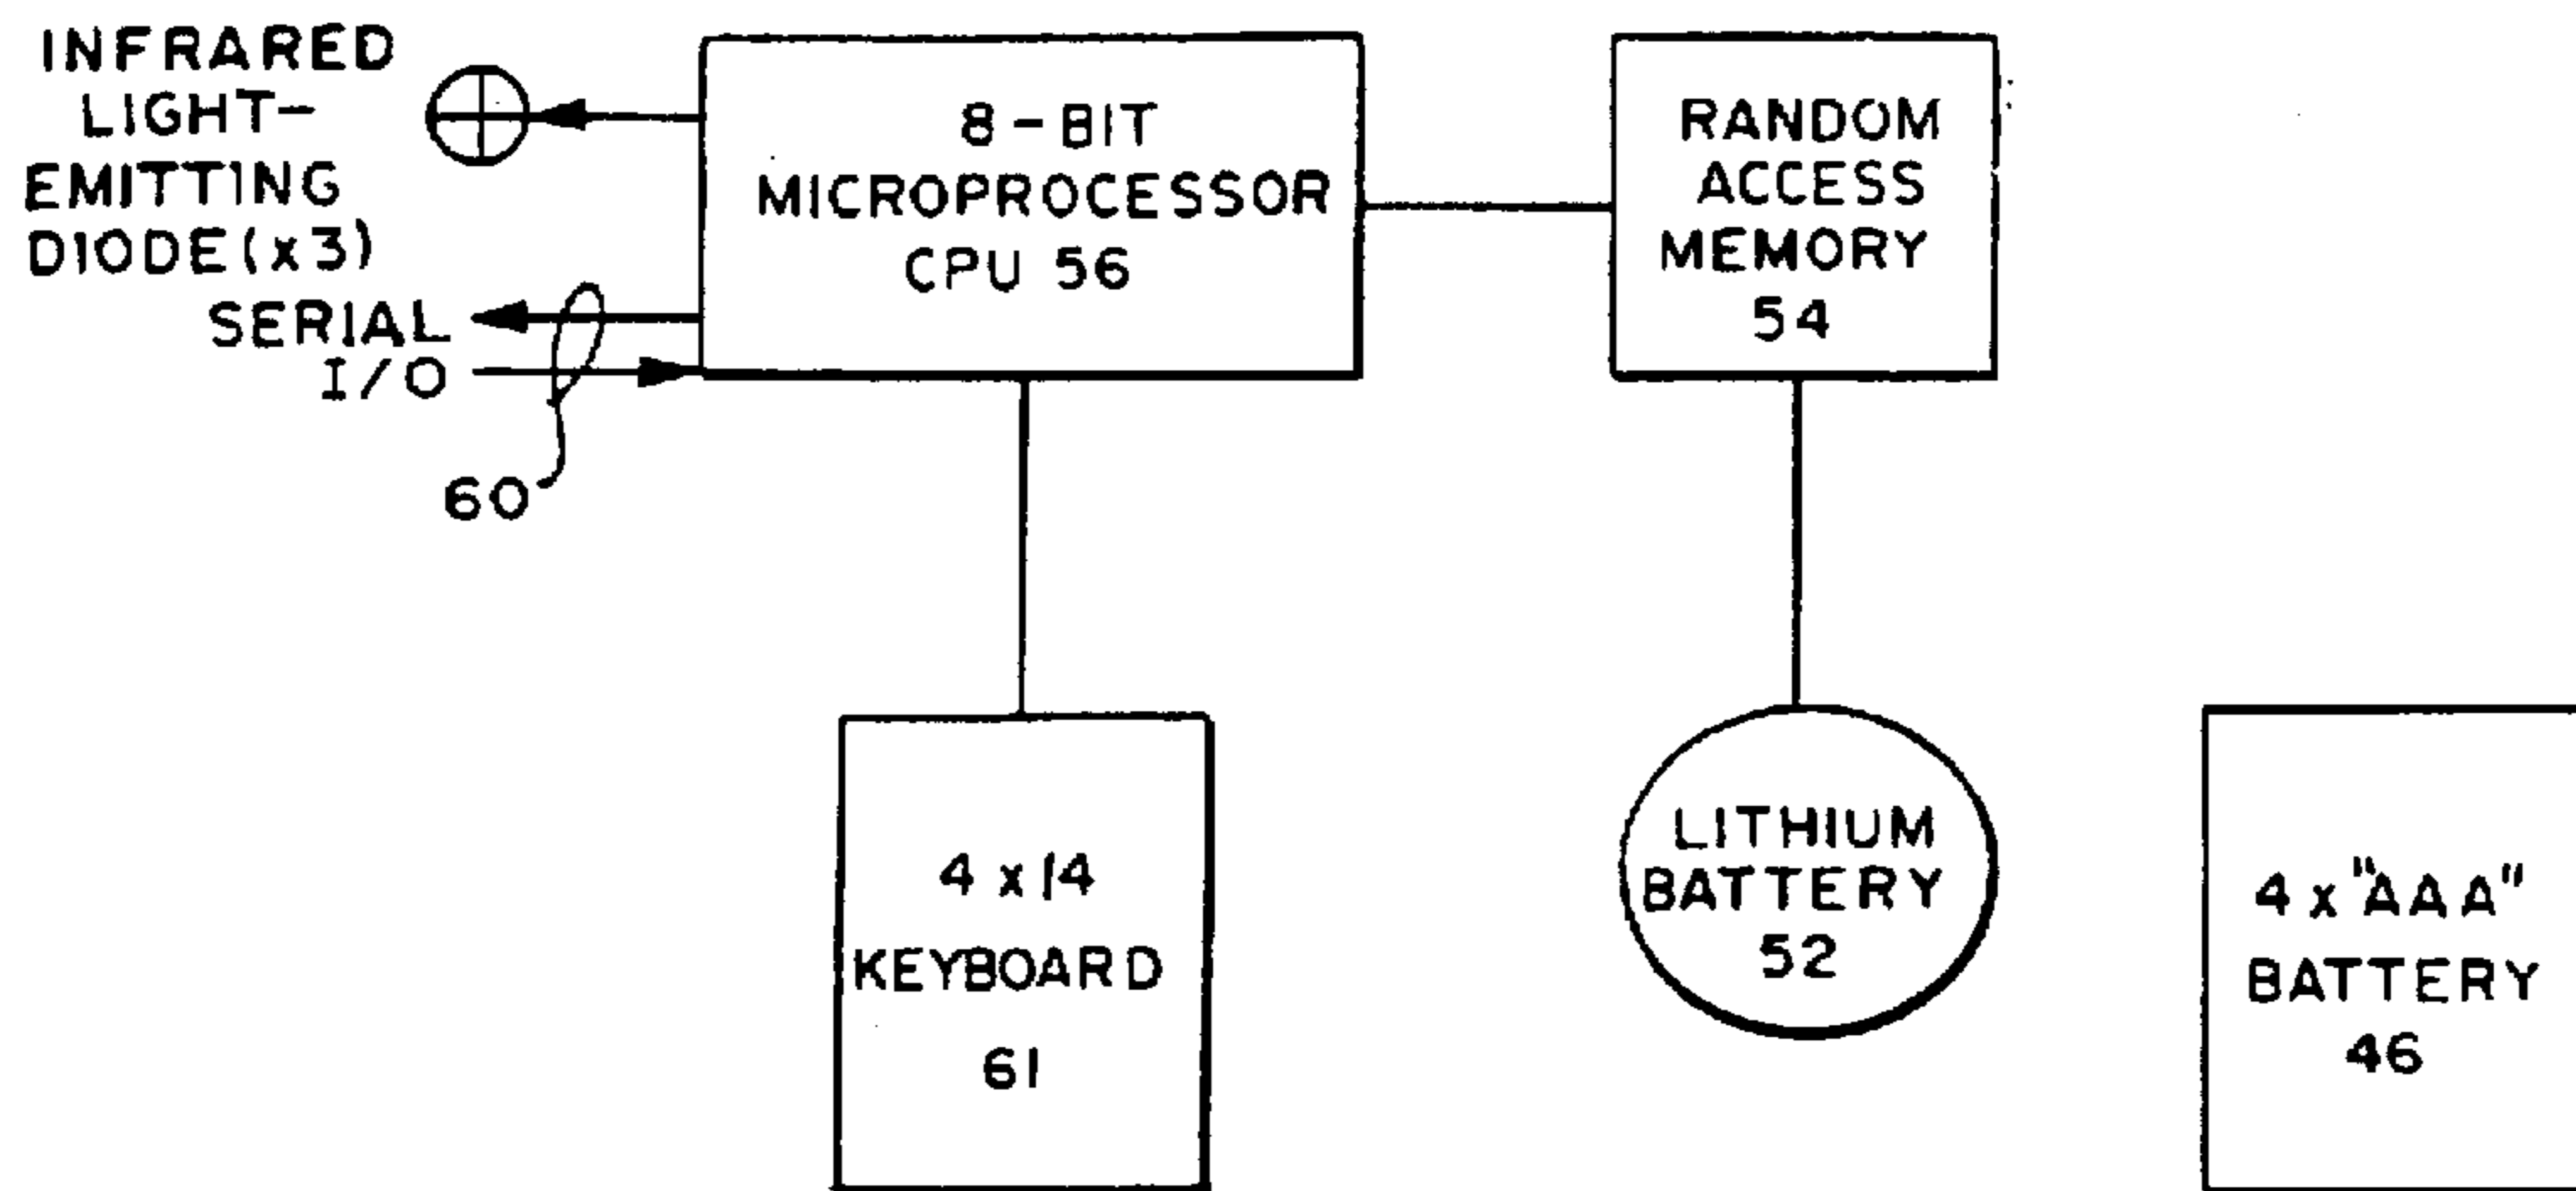 INFRARED
LIGHT-
EMITTING
DIODE (x3)
SERIAL
I/O
60
8-BIT
MICROPROCESSOR
CPU 56
RANDOM
ACCESS
MEMORY
54
4 x 14
KEYBOARD
61
LITHIUM
BATTERY
52
4 x "AAA"
BATTERY
46